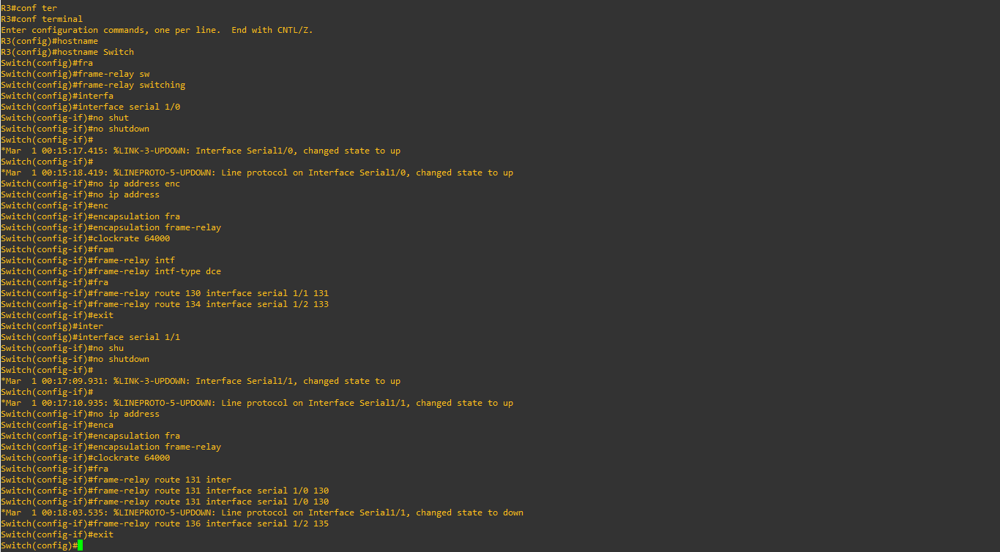 R3#conf ter
R3#conf terminal
Enter configuration commands, one per line.  End with CNTL/Z.
R3(config)#hostname
R3(config)#hostname Switch
Switch(config)#fra
Switch(config)#frame-relay sw
Switch(config)#frame-relay switching
Switch(config)#interfa
Switch(config)#interface serial 1/0
Switch(config-if)#no shut
Switch(config-if)#no shutdown
Switch(config-if)#
*Mar  1 00:15:17.415: %LINK-3-UPDOWN: Interface Serial1/0, changed state to up
Switch(config-if)#
*Mar  1 00:15:18.419: %LINEPROTO-5-UPDOWN: Line protocol on Interface Serial1/0, changed state to up
Switch(config-if)#no ip address enc
Switch(config-if)#no ip address
Switch(config-if)#enc
Switch(config-if)#encapsulation fra
Switch(config-if)#encapsulation frame-relay
Switch(config-if)#clockrate 64000
Switch(config-if)#fram
Switch(config-if)#frame-relay intf
Switch(config-if)#frame-relay intf-type dce
Switch(config-if)#fra
Switch(config-if)#frame-relay route 130 interface serial 1/1 131
Switch(config-if)#frame-relay route 134 interface serial 1/2 133
Switch(config-if)#exit
Switch(config)#inter
Switch(config)#interface serial 1/1
Switch(config-if)#no shu
Switch(config-if)#no shutdown
Switch(config-if)#
*Mar  1 00:17:09.931: %LINK-3-UPDOWN: Interface Serial1/1, changed state to up
Switch(config-if)#
*Mar  1 00:17:10.935: %LINEPROTO-5-UPDOWN: Line protocol on Interface Serial1/1, changed state to up
Switch(config-if)#no ip address
Switch(config-if)#enca
Switch(config-if)#encapsulation fra
Switch(config-if)#encapsulation frame-relay
Switch(config-if)#clockrate 64000
Switch(config-if)#fra
Switch(config-if)#frame-relay route 131 inter
Switch(config-if)#frame-relay route 131 interface serial 1/0 130
Switch(config-if)#frame-relay route 131 interface serial 1/0 130
*Mar  1 00:18:03.535: %LINEPROTO-5-UPDOWN: Line protocol on Interface Serial1/1, changed state to down
Switch(config-if)#frame-relay route 136 interface serial 1/2 135
Switch(config-if)#exit
Switch(config)#